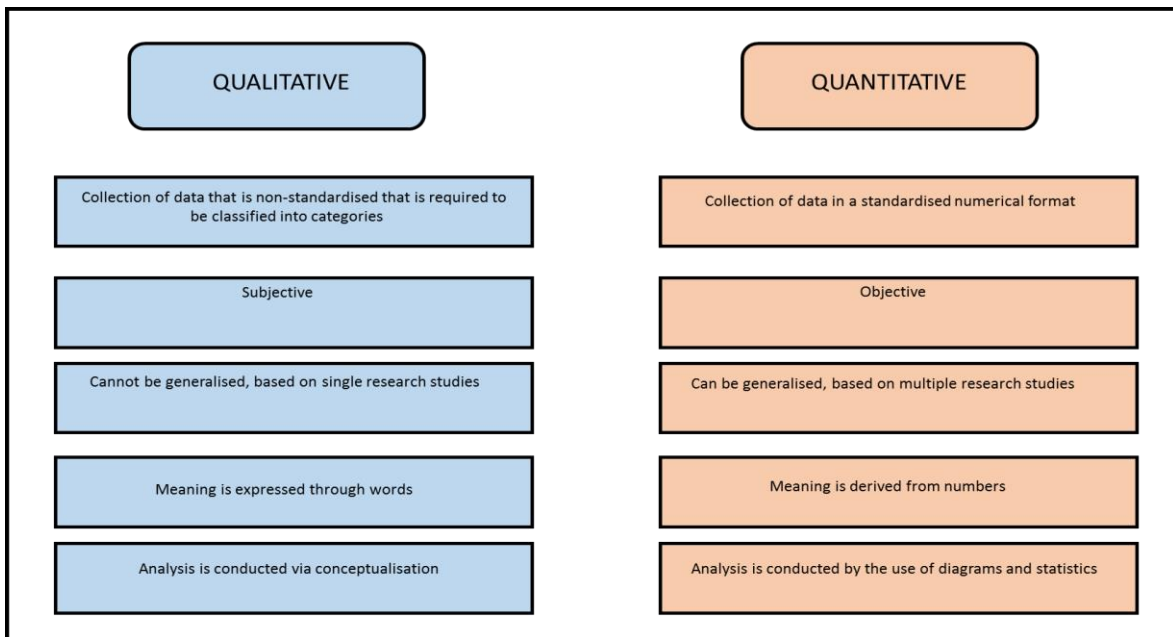 QUALITATIVE
QUANTITATIVE
Collection of data that is non-standardised that is required to
be classified into categories
Collection of data in a standardised numerical format
Subjective
Objective
Cannot be generalised, based on single research studies
Can be generalised, based on multiple research studies
Meaning is expressed through words
Meaning is derived from numbers
Analysis is conducted via conceptualisation
Analysis is conducted by the use of diagrams and statistics